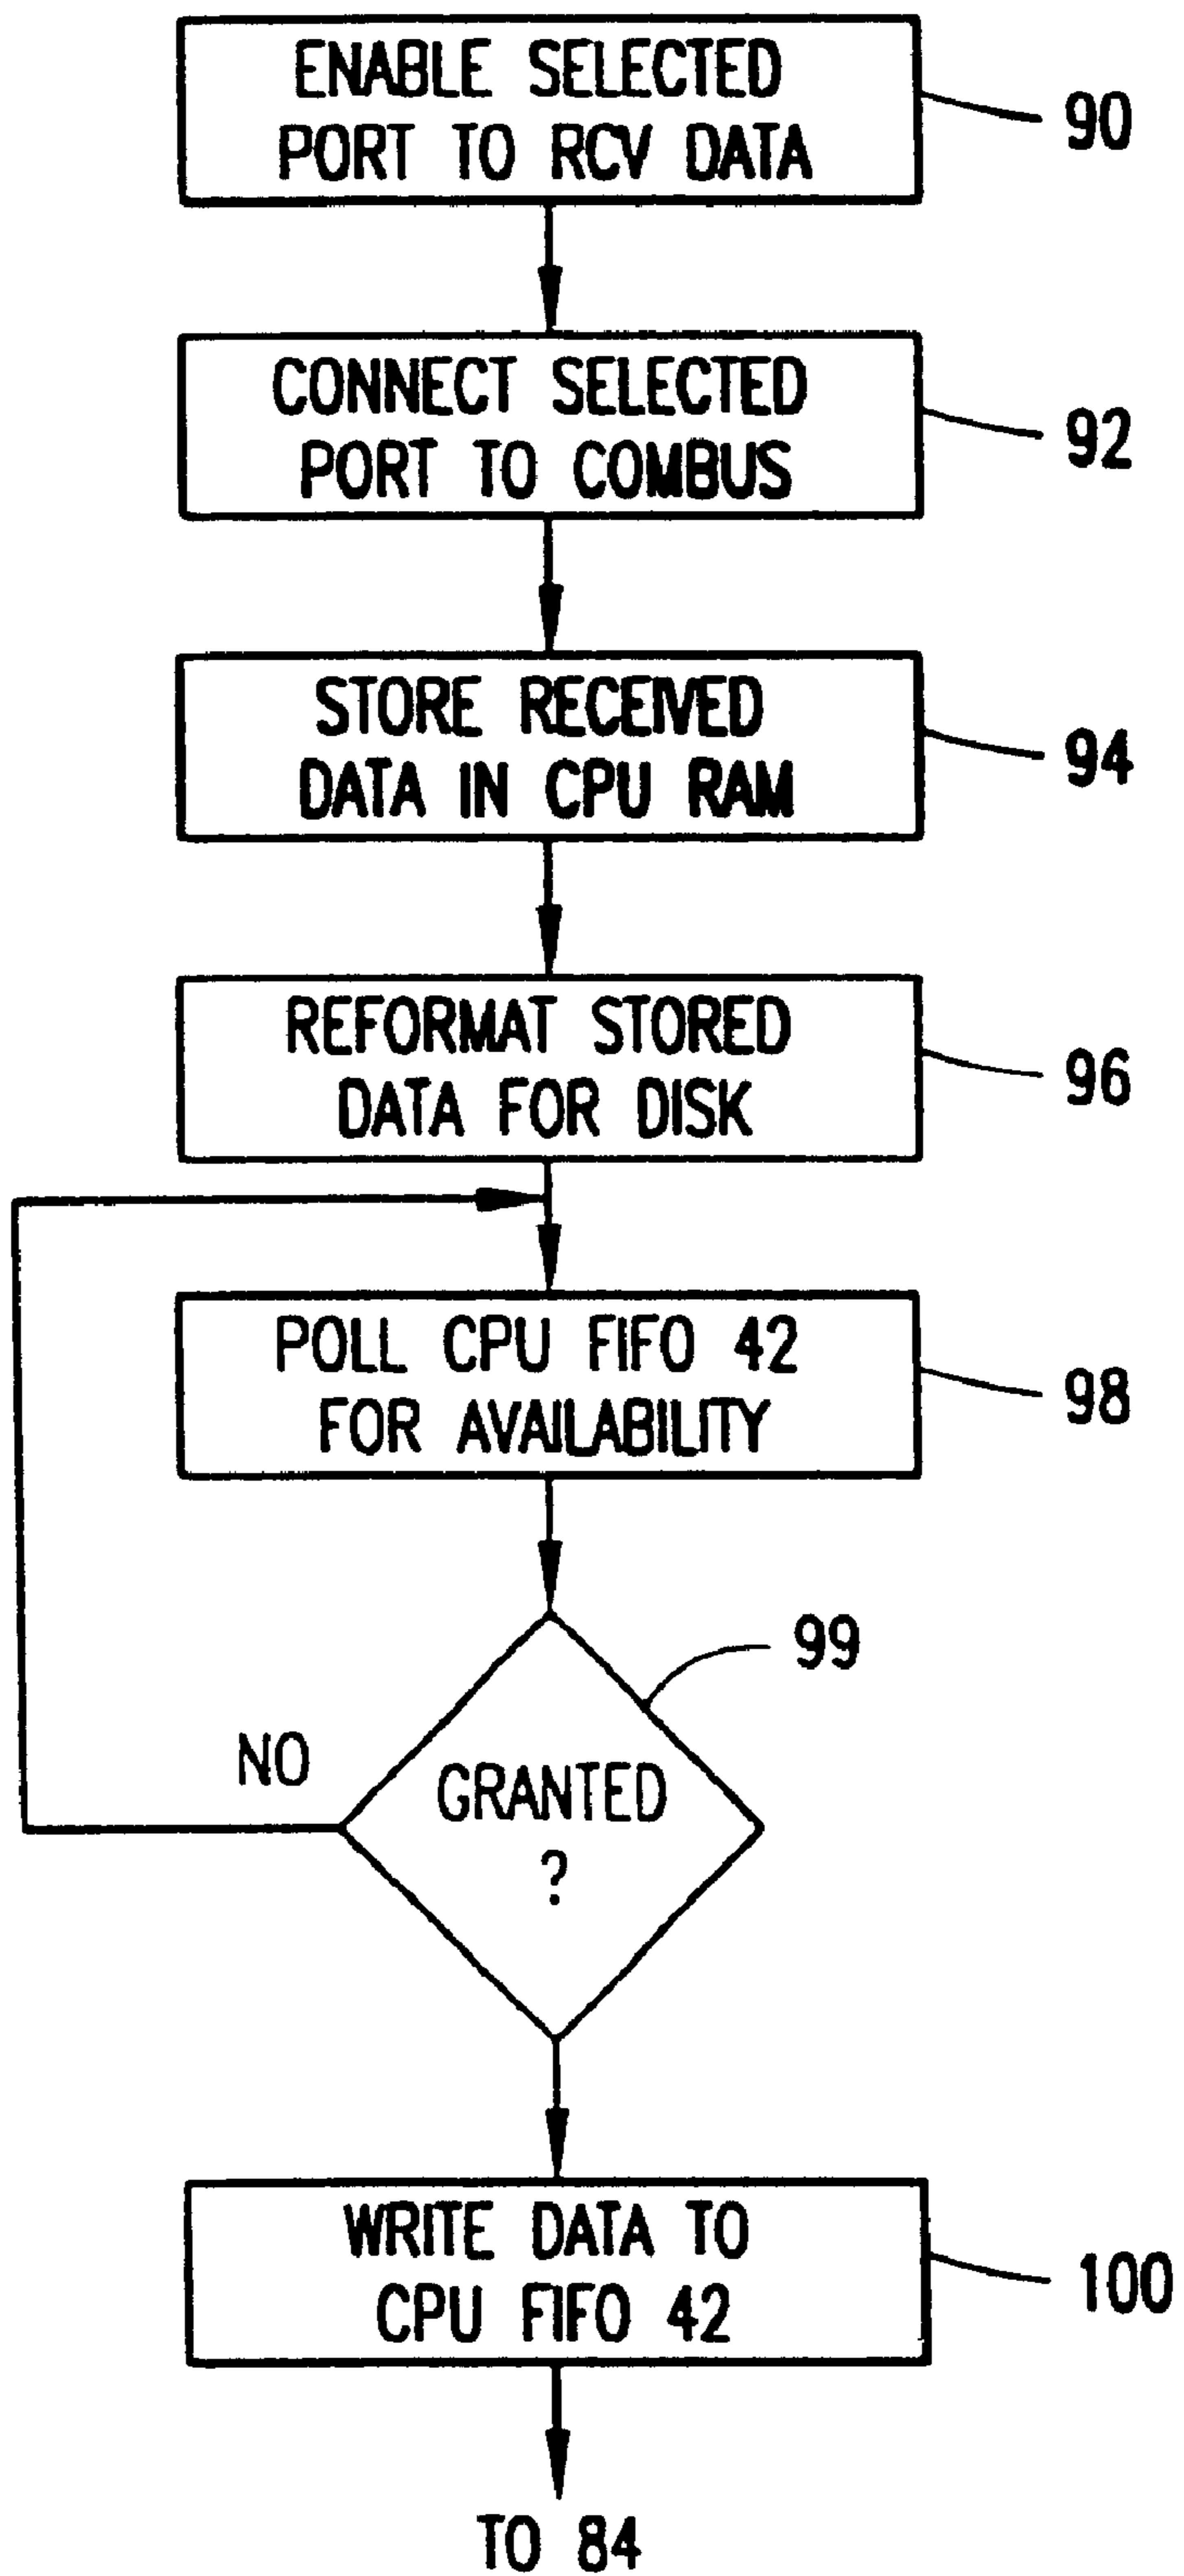 ENABLE SELECTED
PORT TO RCV DATA
90
CONNECT SELECTED
PORT TO COMBUS
92
STORE RECEIVED
DATA IN CPU RAM
94
REFORMAT STORED
DATA FOR DISK
96
POLL CPU FIFO 42
FOR AVAILABILITY
98
99
NO
GRANTED
?
WRITE DATA TO
CPU FIFO 42
100
TO 84